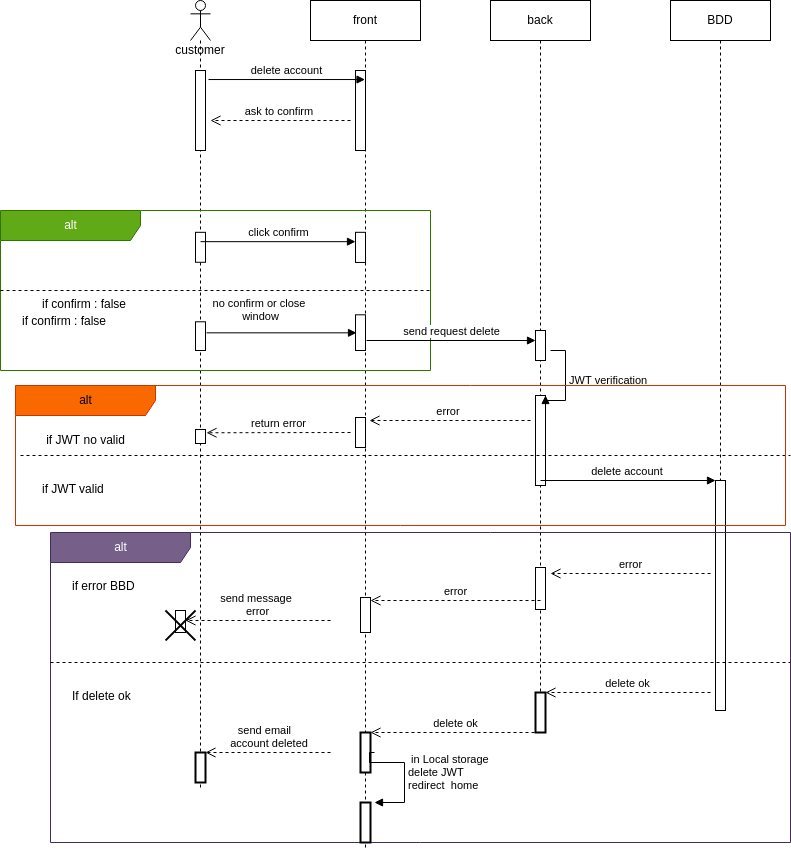 customer
front
back
BDD
delete account
ask to confirm
alt
click confirm
if confirm : false
if confirm : false
no confirm or close
window
send request delete
JWT verification
alt
error
return error
if JWT no valid
delete account
if JWT valid
alt
error
if error BBD
error
send message
error
delete ok
If delete ok
delete ok
send email
account deleted
in Local storage
delete JWT
redirect home